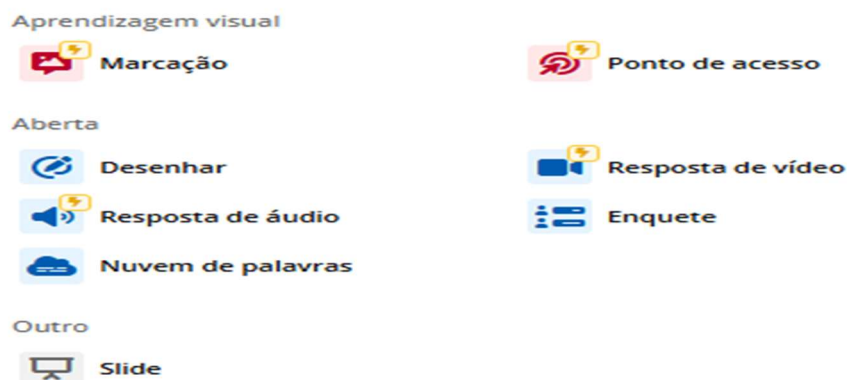 Aprendizagem visual
Marcação
Ponto de acesso
Aberta
Desenhar
Resposta de vídeo
Resposta de áudio
Enquete
Nuvem de palavras
Outro
Slide